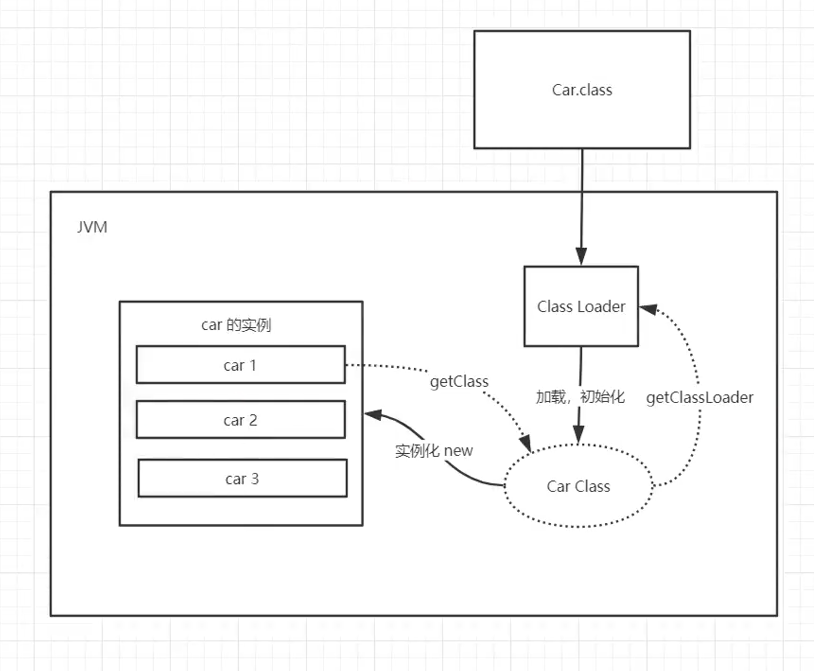 Car.class
JVM
Class Loader
car 的实例
car 1
getClass
加载，初始化
getClassLoader
car 2
实例化 new
car 3
Car Class